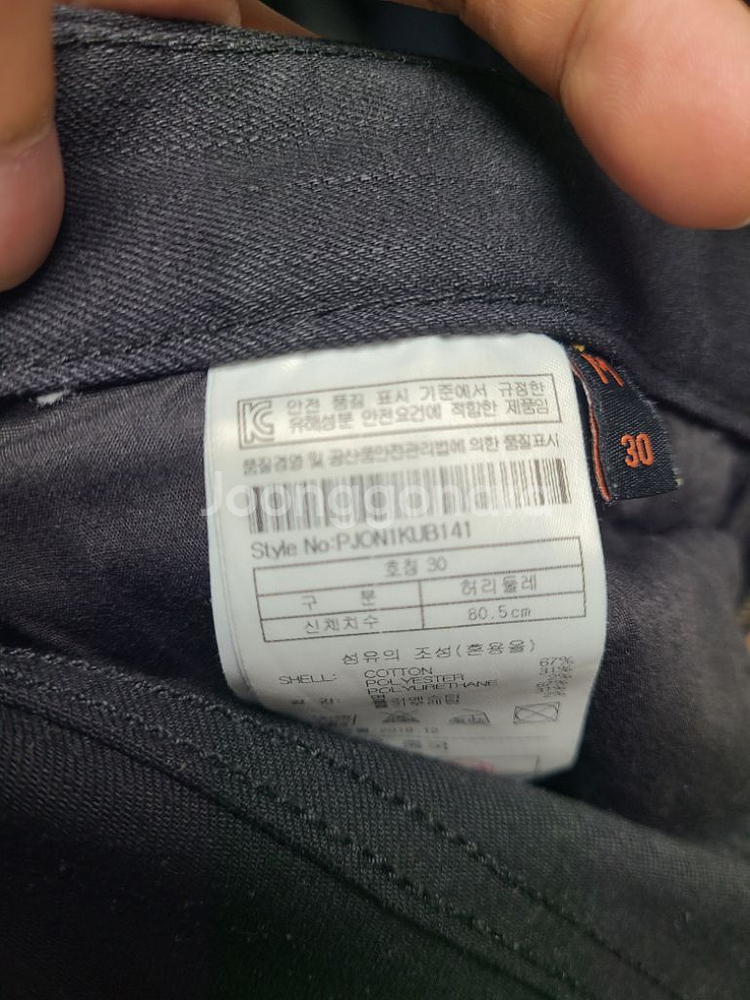 안전 품질 표시 기준에서 규정한
유해성분 안전요건에 적합한 제품임
품질경영 및 공산품안전관리법에 의한 품질표시
Joonggonara
Style No:PJON1KUB141
호칭 30
구 분 허리둘레
신체치수 80.5cm
섬유의 조성(혼용율)
SHELL: COTTON 67%
POLYESTER 31%
POLYURETHANE
M
30